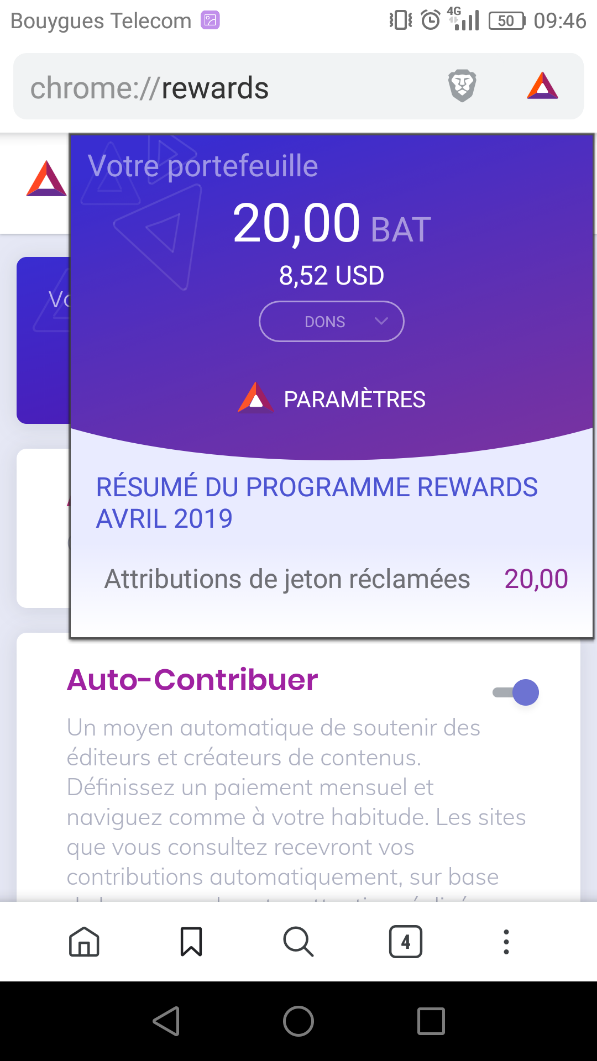 Bouygues Telecom
4G
50
09:46
chrome://rewards
Votre portefeuille
20,00 BAT
8,52 USD
DONS
PARAMÈTRES
RÉSUMÉ DU PROGRAMME REWARDS
AVRIL 2019
Attributions de jeton réclamées 20,00
Auto-Contribuer
Un moyen automatique de soutenir des
éditeurs et créateurs de contenus.
Définissez un paiement mensuel et
naviguez comme à votre habitude. Les sites
que vous consultez recevront vos
contributions automatiquement, sur base
4